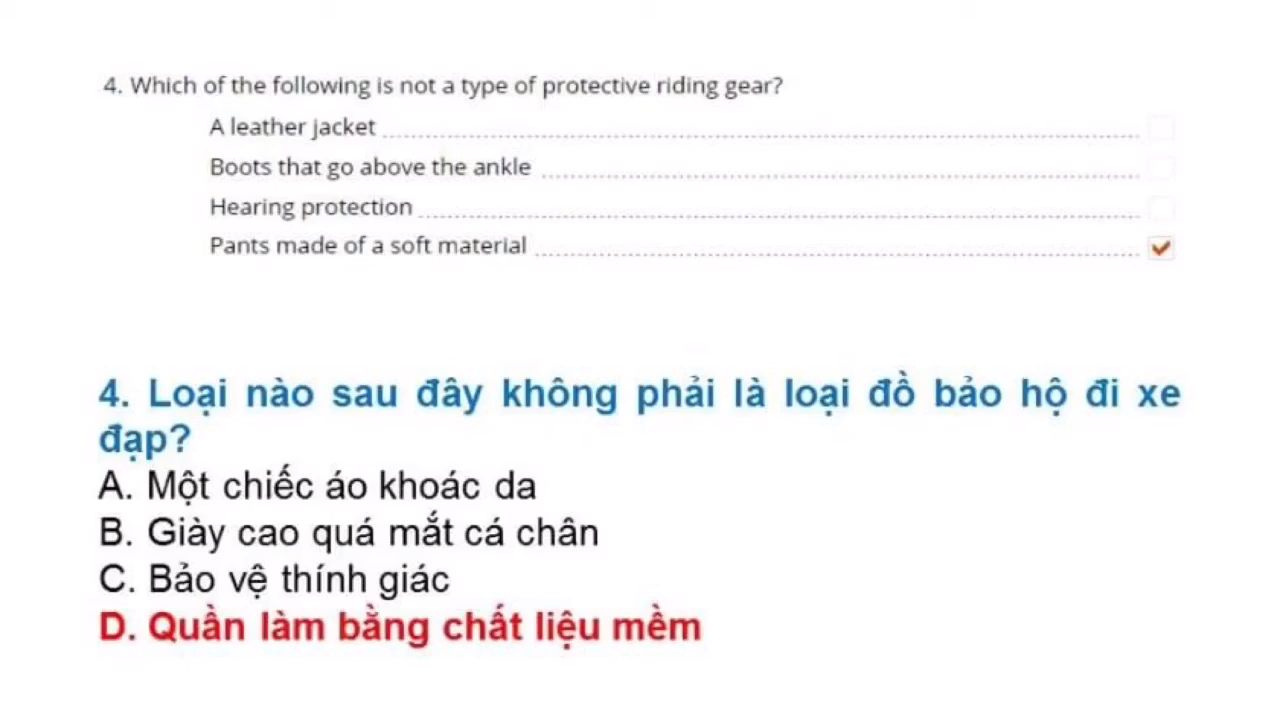 4. Which of the following is not a type of protective riding gear?
A leather jacket
Boots that go above the ankle
Hearing protection
Pants made of a soft material
4. Loại nào sau đây không phải là loại đồ bảo hộ đi xe
đạp?
A. Một chiếc áo khoác da
B. Giày cao quá mắt cá chân
C. Bảo vệ thính giác
D. Quần làm bằng chất liệu mềm